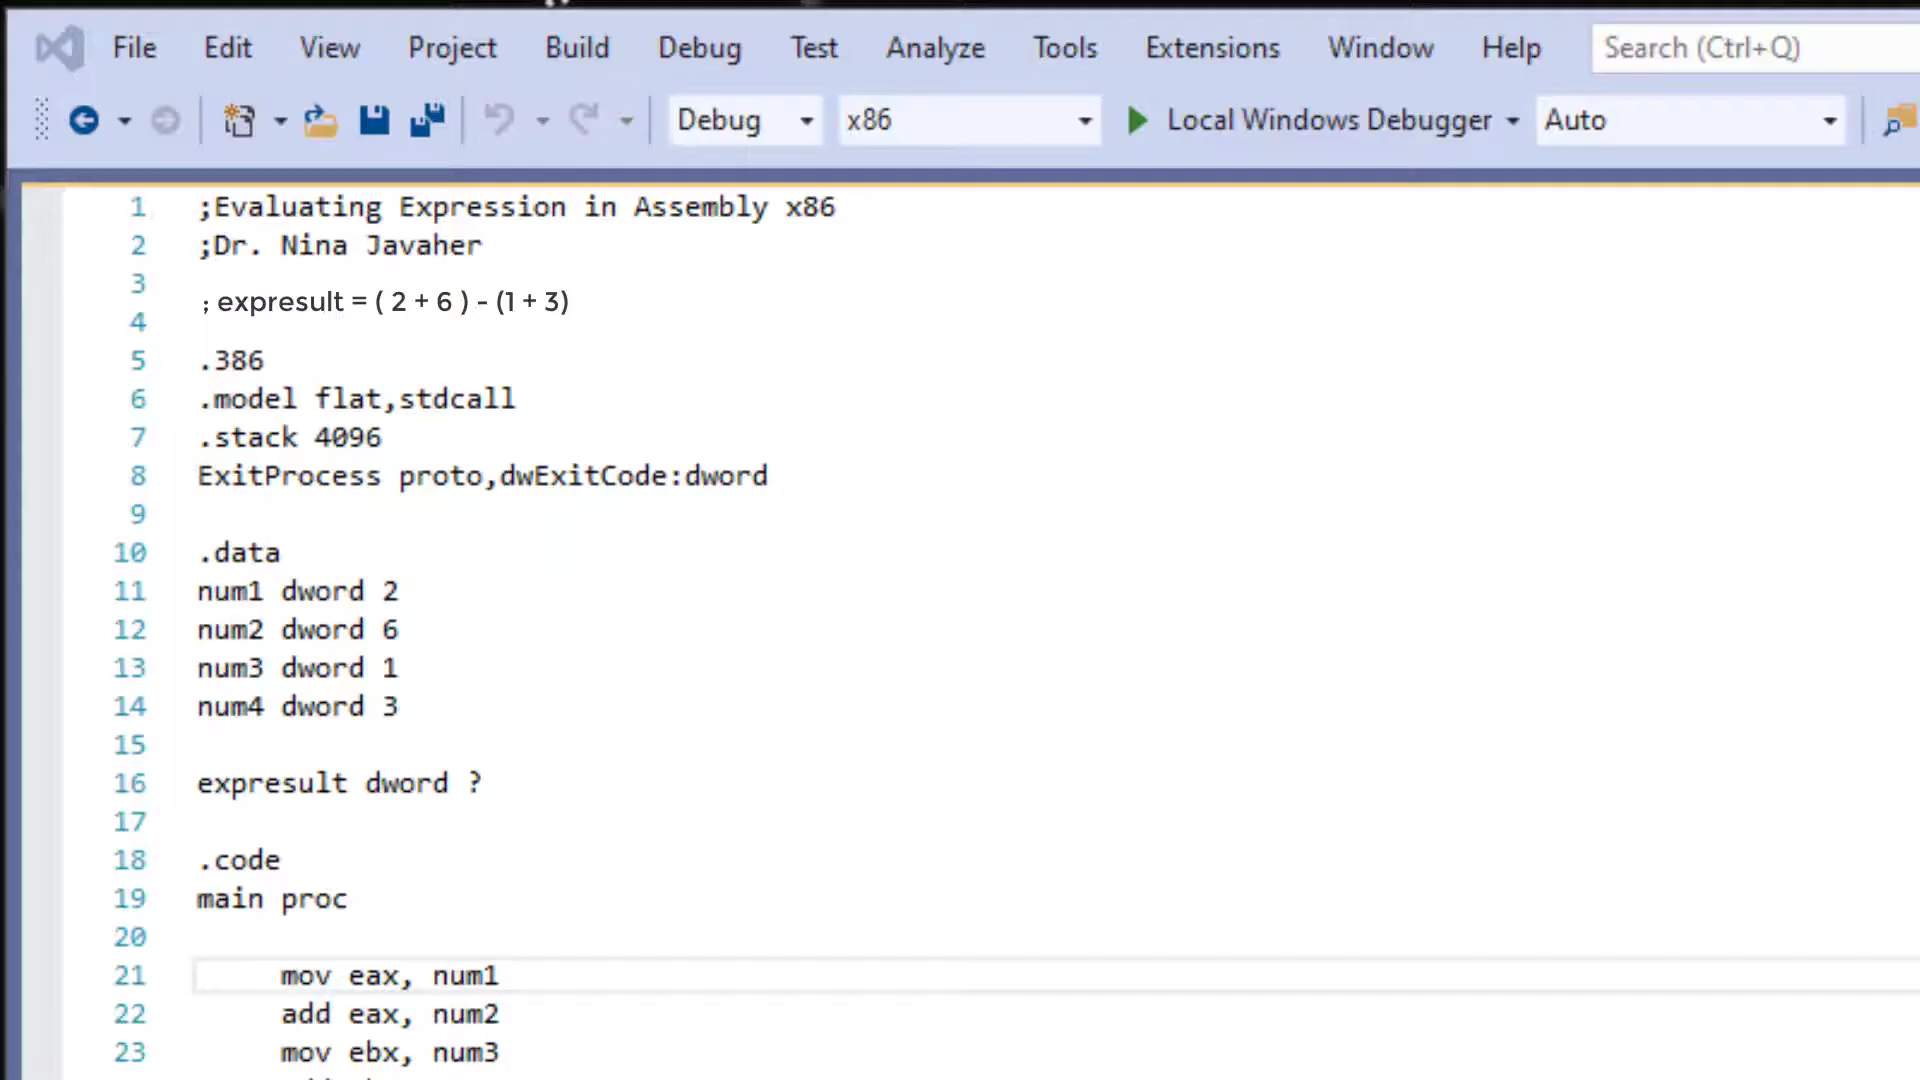 File Edit View Project Build Debug Test Analyze Tools Extensions Window Help Search (Ctrl+Q)
Debug x86 Local Windows Debugger Auto
1 ;Evaluating Expression in Assembly x86
2 ;Dr. Nina Javaher
3
; expresult = ( 2 + 6 ) - (1 + 3)
4
5 .386
6 .model flat,stdcall
7 .stack 4096
8 ExitProcess proto,dwExitCode:dword
9
10 .data
11 num1 dword 2
12 num2 dword 6
13 num3 dword 1
14 num4 dword 3
15
16 expresult dword ?
17
18 .code
19 main proc
20
21 mov eax, num1
22 add eax, num2
23 mov ebx, num3